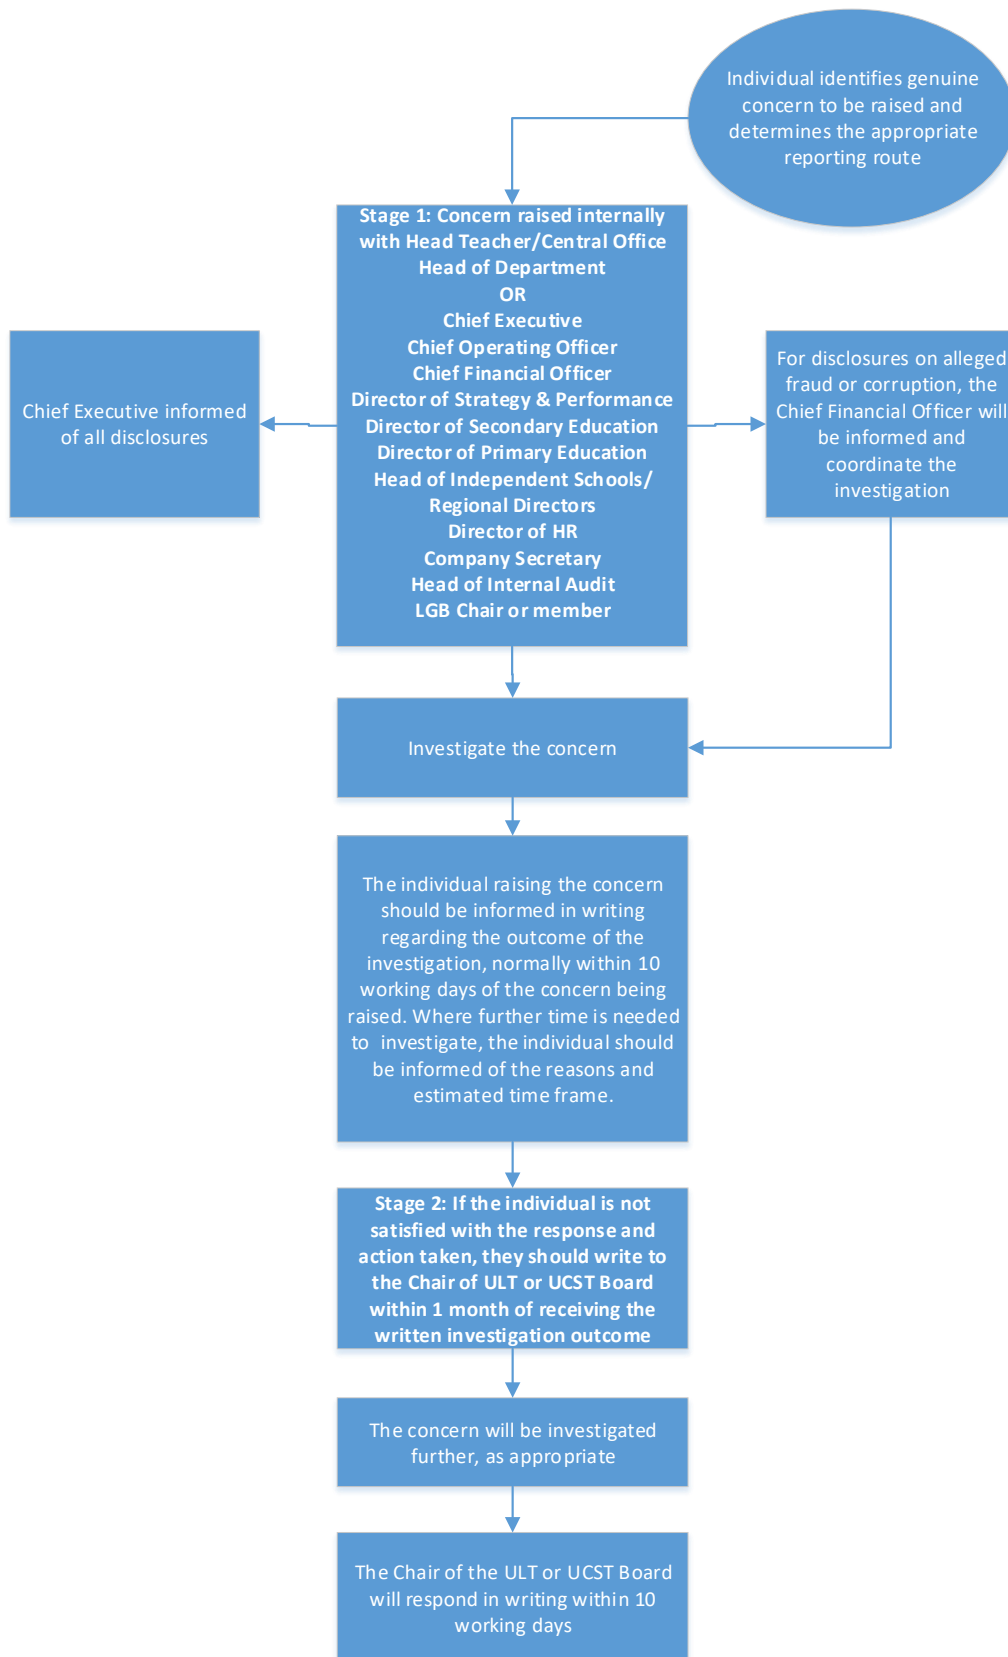 Individual identifies genuine
concern to be raised and
determines the appropriate
reporting route
Stage 1: Concern raised internally
with Head Teacher/Central Office
Head of Department
OR
Chief Executive
Chief Operating Officer
Chief Financial Officer
Director of Strategy & Performance
Director of Secondary Education
Director of Primary Education
Head of Independent Schools/
Regional Directors
Director of HR
Company Secretary
Head of Internal Audit
LGB Chair or member
Chief Executive informed
of all disclosures
For disclosures on alleged
fraud or corruption, the
Chief Financial Officer will
be informed and
coordinate the
investigation
Investigate the concern
The individual raising the concern
should be informed in writing
regarding the outcome of the
investigation, normally within 10
working days of the concern being
raised. Where further time is needed
to investigate, the individual should
be informed of the reasons and
estimated time frame.
Stage 2: If the individual is not
satisfied with the response and
action taken, they should write to
the Chair of ULT or UCST Board
within 1 month of receiving the
written investigation outcome
The concern will be investigated
further, as appropriate
The Chair of the ULT or UCST Board
will respond in writing within 10
working days